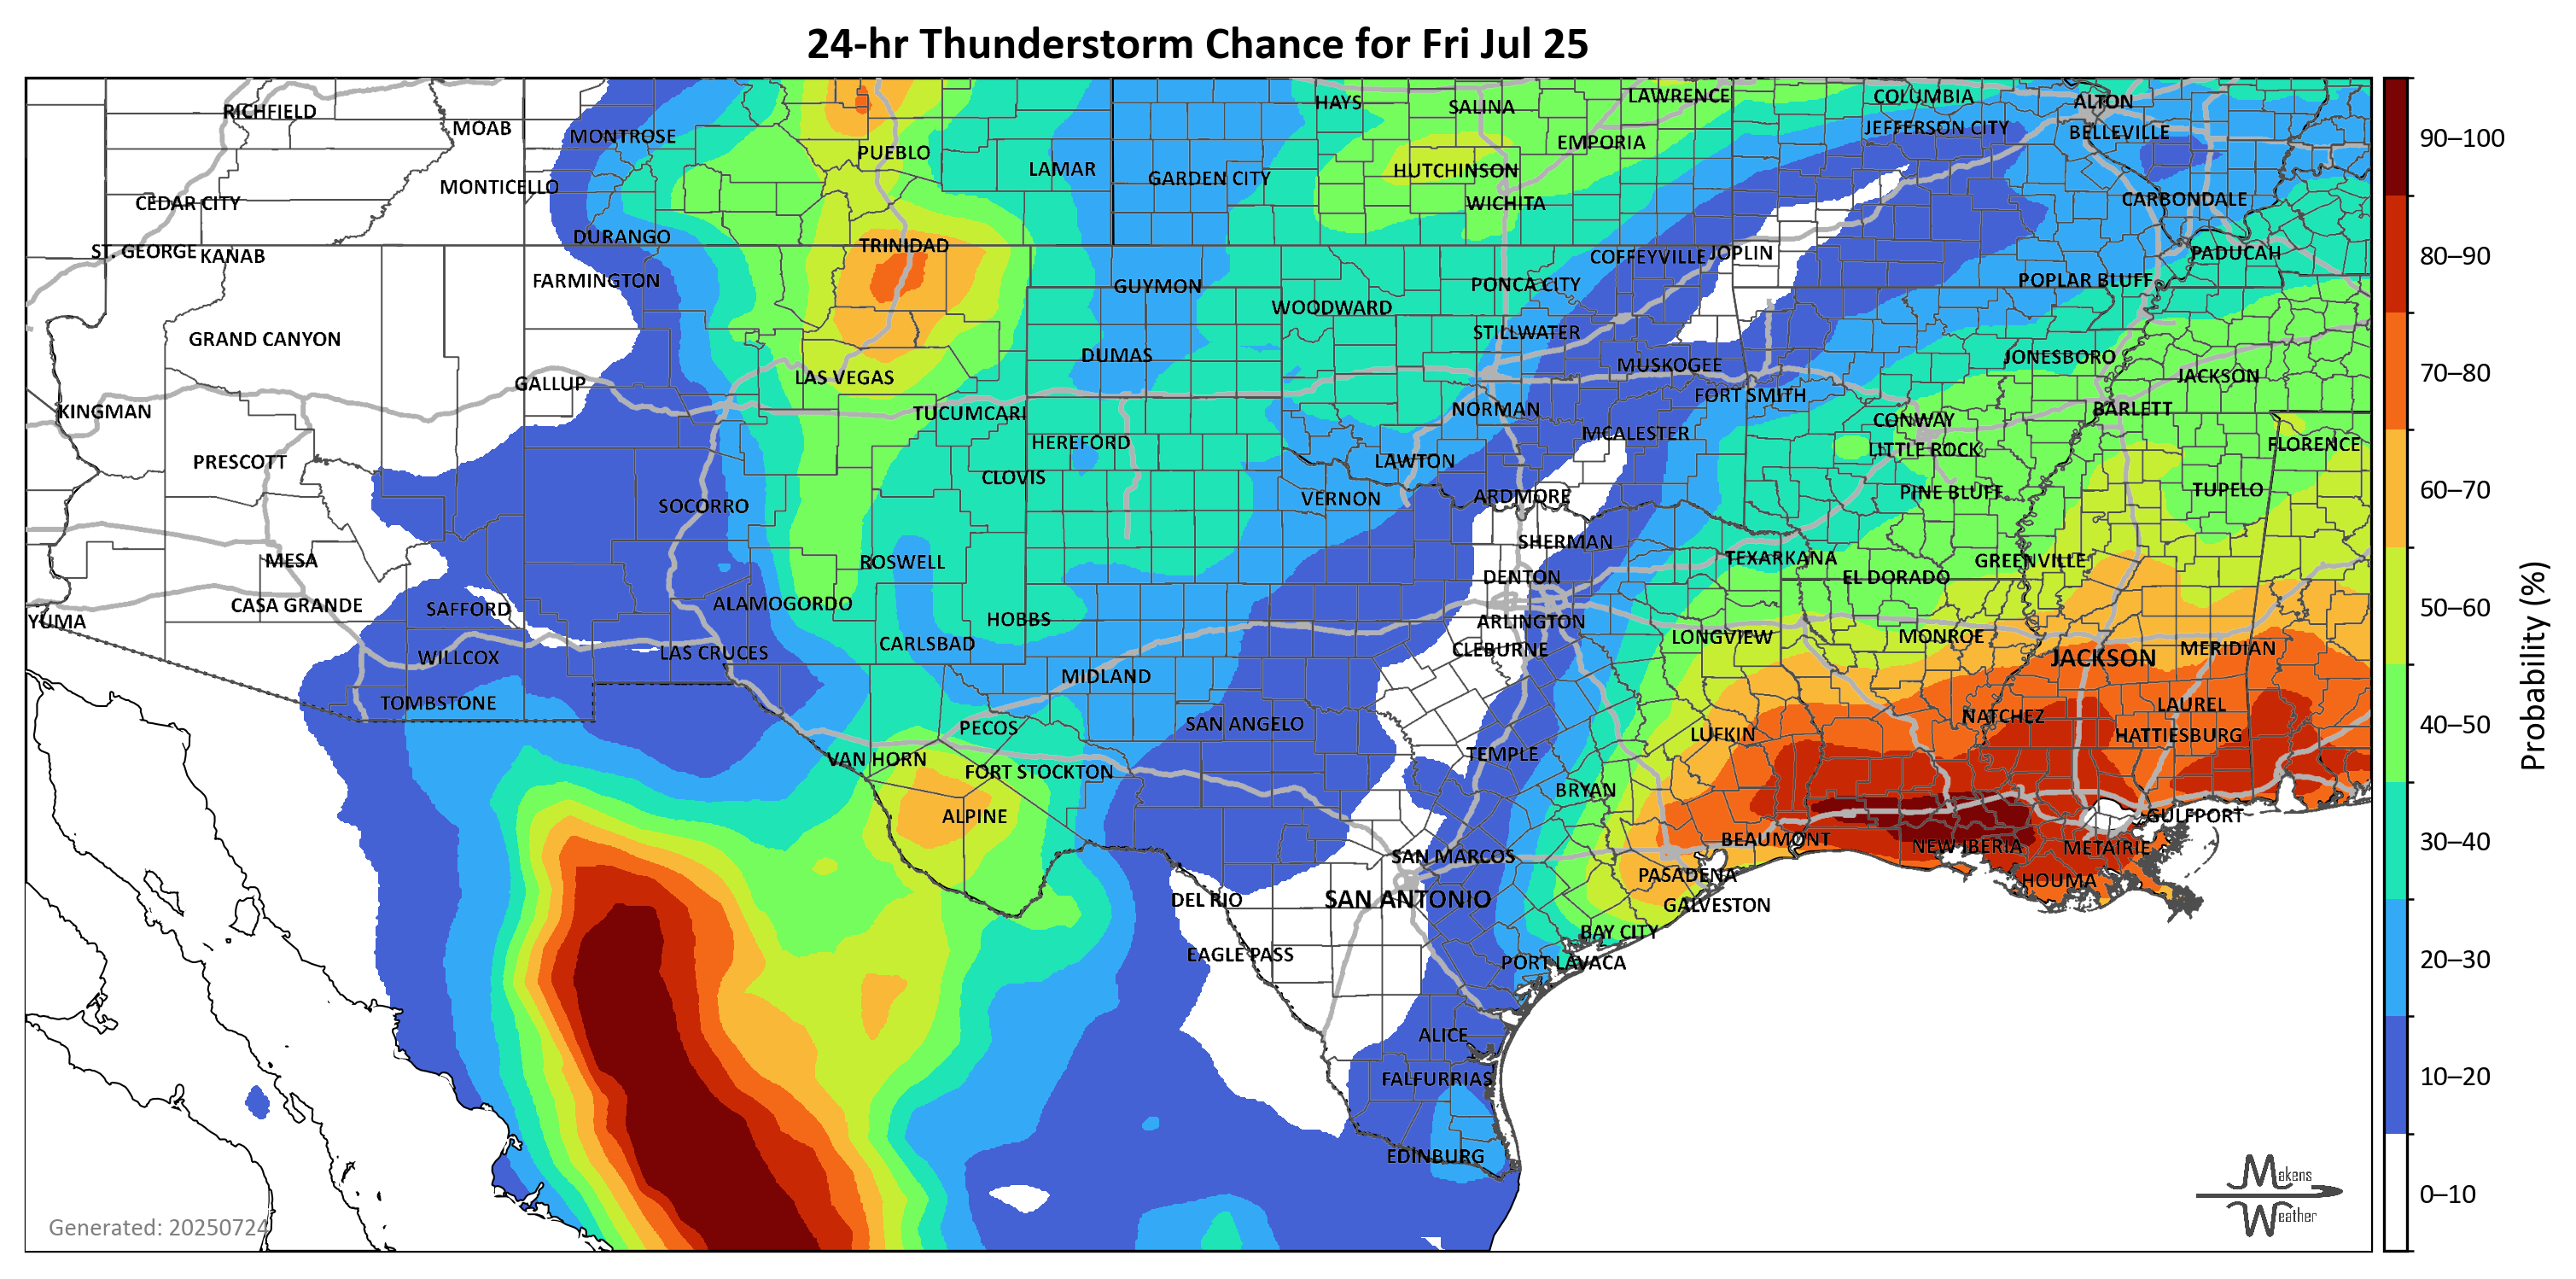 24-hr Thunderstorm Chance for Fri Jul 25
RICHFIELD
MOAB
MONTROSE
PUEBLO
LAMAR
GARDEN CITY
HAYS
SALINA
LAWRENCE
EMPORIA
HUTCHINSON
WICHITA
COLUMBIA
JEFFERSON CITY
ALTON
BELLEVILLE
CARBONDALE
90–100
MONTICELLO
CEDAR CITY
ST. GEORGE
KANAB
DURANGO
FARMINGTON
TRINIDAD
GUYMON
WOODWARD
PONCA CITY
COFFEYVILLE
JOPLIN
POPLAR BLUFF
PADUCAH
80–90
GRAND CANYON
GALLUP
KINGMAN
LAS VEGAS
TUCUMCARI
DUMAS
STILLWATER
MUSKOGEE
FORT SMITH
JONESBORO
JACKSON
BARLETT
70–80
PRESCOTT
SOCORRO
CLOVIS
HEREFORD
VERNON
LAWTON
NORMAN
MCALESTER
ARDMORE
CONWAY
LITTLE ROCK
PINE BLUFF
TUPELO
FLORENCE
60–70
MESA
CASA GRANDE
YUMA
SAFFORD
ALAMOGORDO
ROSWELL
HOBBS
CARLSBAD
SHERMAN
DENTON
ARLINGTON
CLEBURNE
TEXARKANA
EL DORADO
GREENVILLE
50–60
WILLCOX
TOMBSTONE
LAS CRUCES
MIDLAND
LONGVIEW
MONROE
JACKSON
MERIDIAN
Probability (%)
PECOS
VAN HORN
FORT STOCKTON
SAN ANGELO
TEMPLE
LUFKIN
NATCHEZ
LAUREL
HATTIESBURG
40–50
ALPINE
BRYAN
BEAUMONT
NEW IBERIA
METAIRIE
GULFPORT
HOUMA
30–40
DEL RIO
EAGLE PASS
SAN MARCOS
SAN ANTONIO
PASADENA
GALVESTON
BAY CITY
PORT LAVACA
20–30
ALICE
FALFURRIAS
EDINBURG
10–20
0–10
Makens
Weather
Generated: 20250724